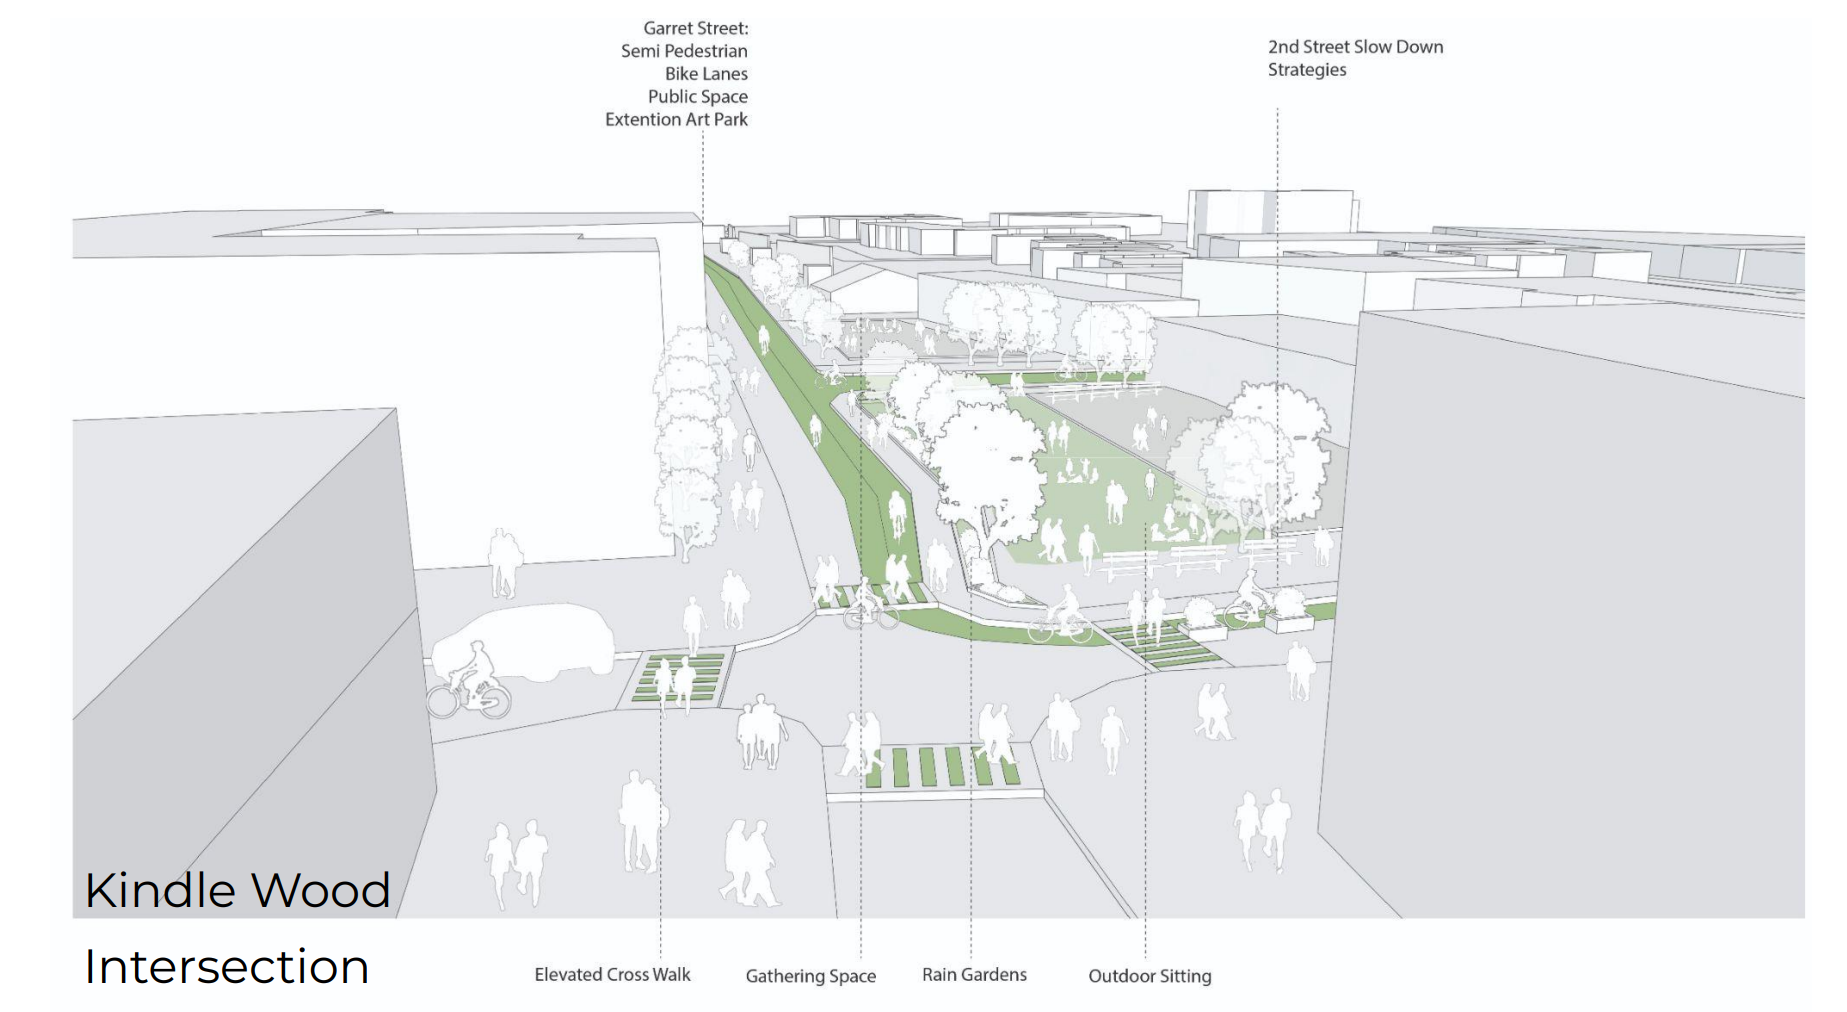 Garret Street:
Semi Pedestrian
Bike Lanes
Public Space
Extention Art Park
2nd Street Slow Down
Strategies
Kindle Wood
Intersection
Elevated Cross Walk
Gathering Space
Rain Gardens
Outdoor Sitting